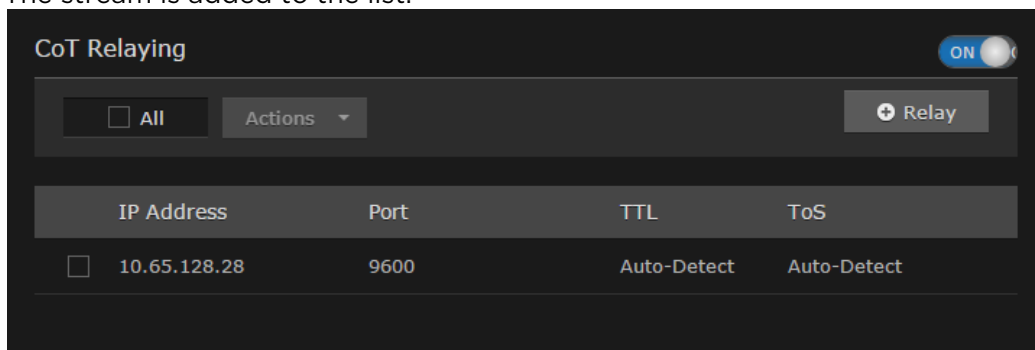 The stream is added to the list.
CoT Relaying
ON
All Actions Relay
IP Address Port TTL ToS
10.65.128.28 9600 Auto-Detect Auto-Detect